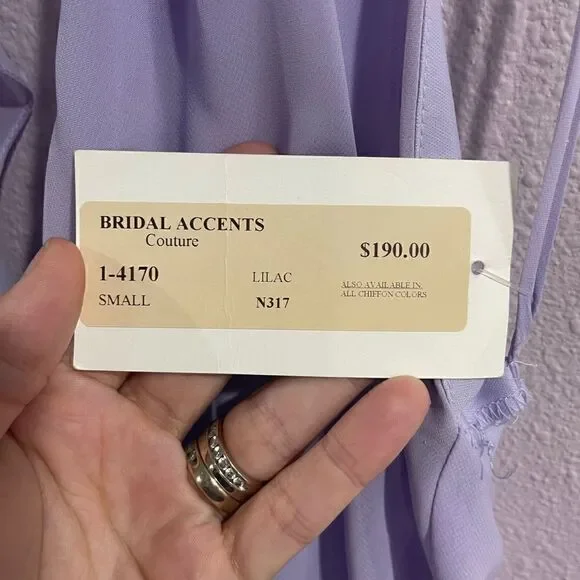 BRIDAL ACCENTS
Couture
$190.00
1-4170
LILAC
ALSO AVAILABLE IN:
ALL CHIFFON COLORS
SMALL
N317